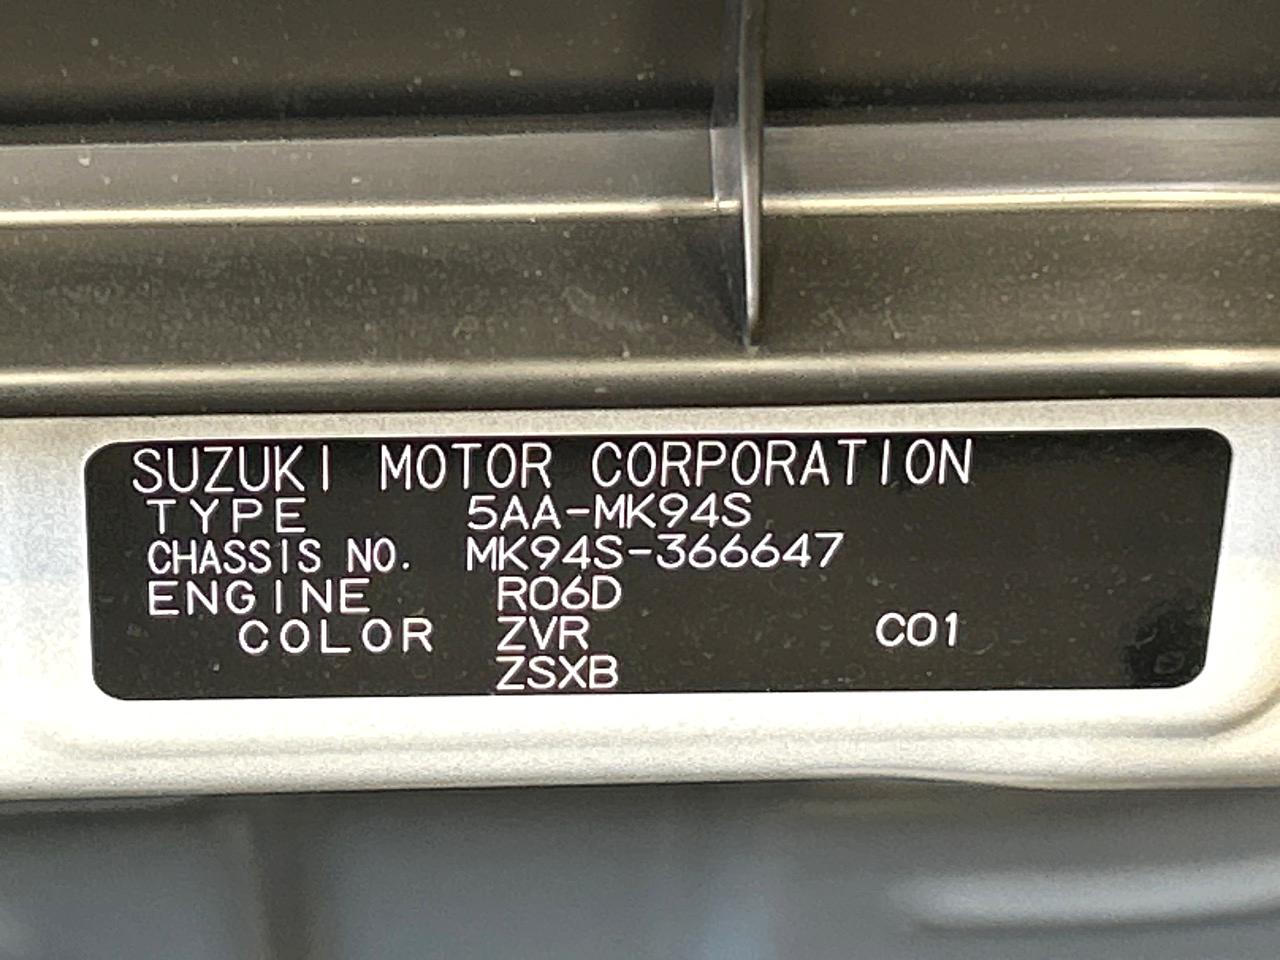 SUZUKI MOTOR CORPORATION
TYPE 5AA-MK94S
CHASSIS NO. MK94S-366647
ENGINE R06D
COLOR ZVR C01
ZSXB